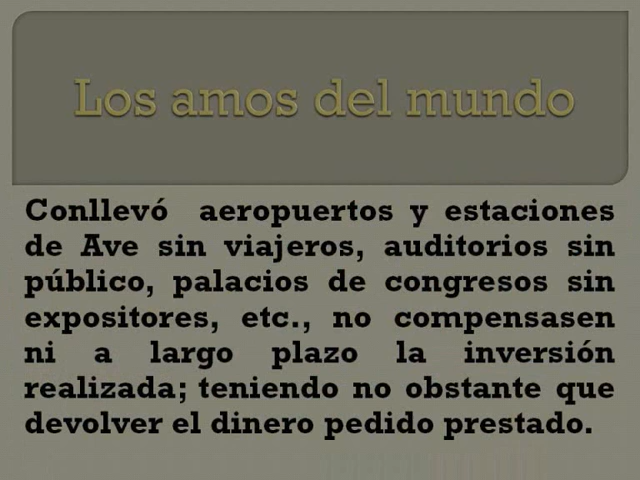 Los amos del mundo
Conllevó aeropuertos y estaciones
de Ave sin viajeros, auditorios sin
público, palacios de congresos sin
expositores, etc., no compensasen
ni a largo plazo la inversión
realizada; teniendo no obstante que
devolver el dinero pedido prestado.